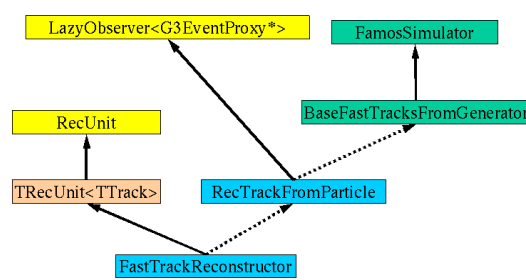 LazyObserver<G3EventProxy*>
FamosSimulator
BaseFastTracksFromGenerator
RecUnit
TRecUnit<TTrack>
RecTrackFromParticle
FastTrackReconstructor